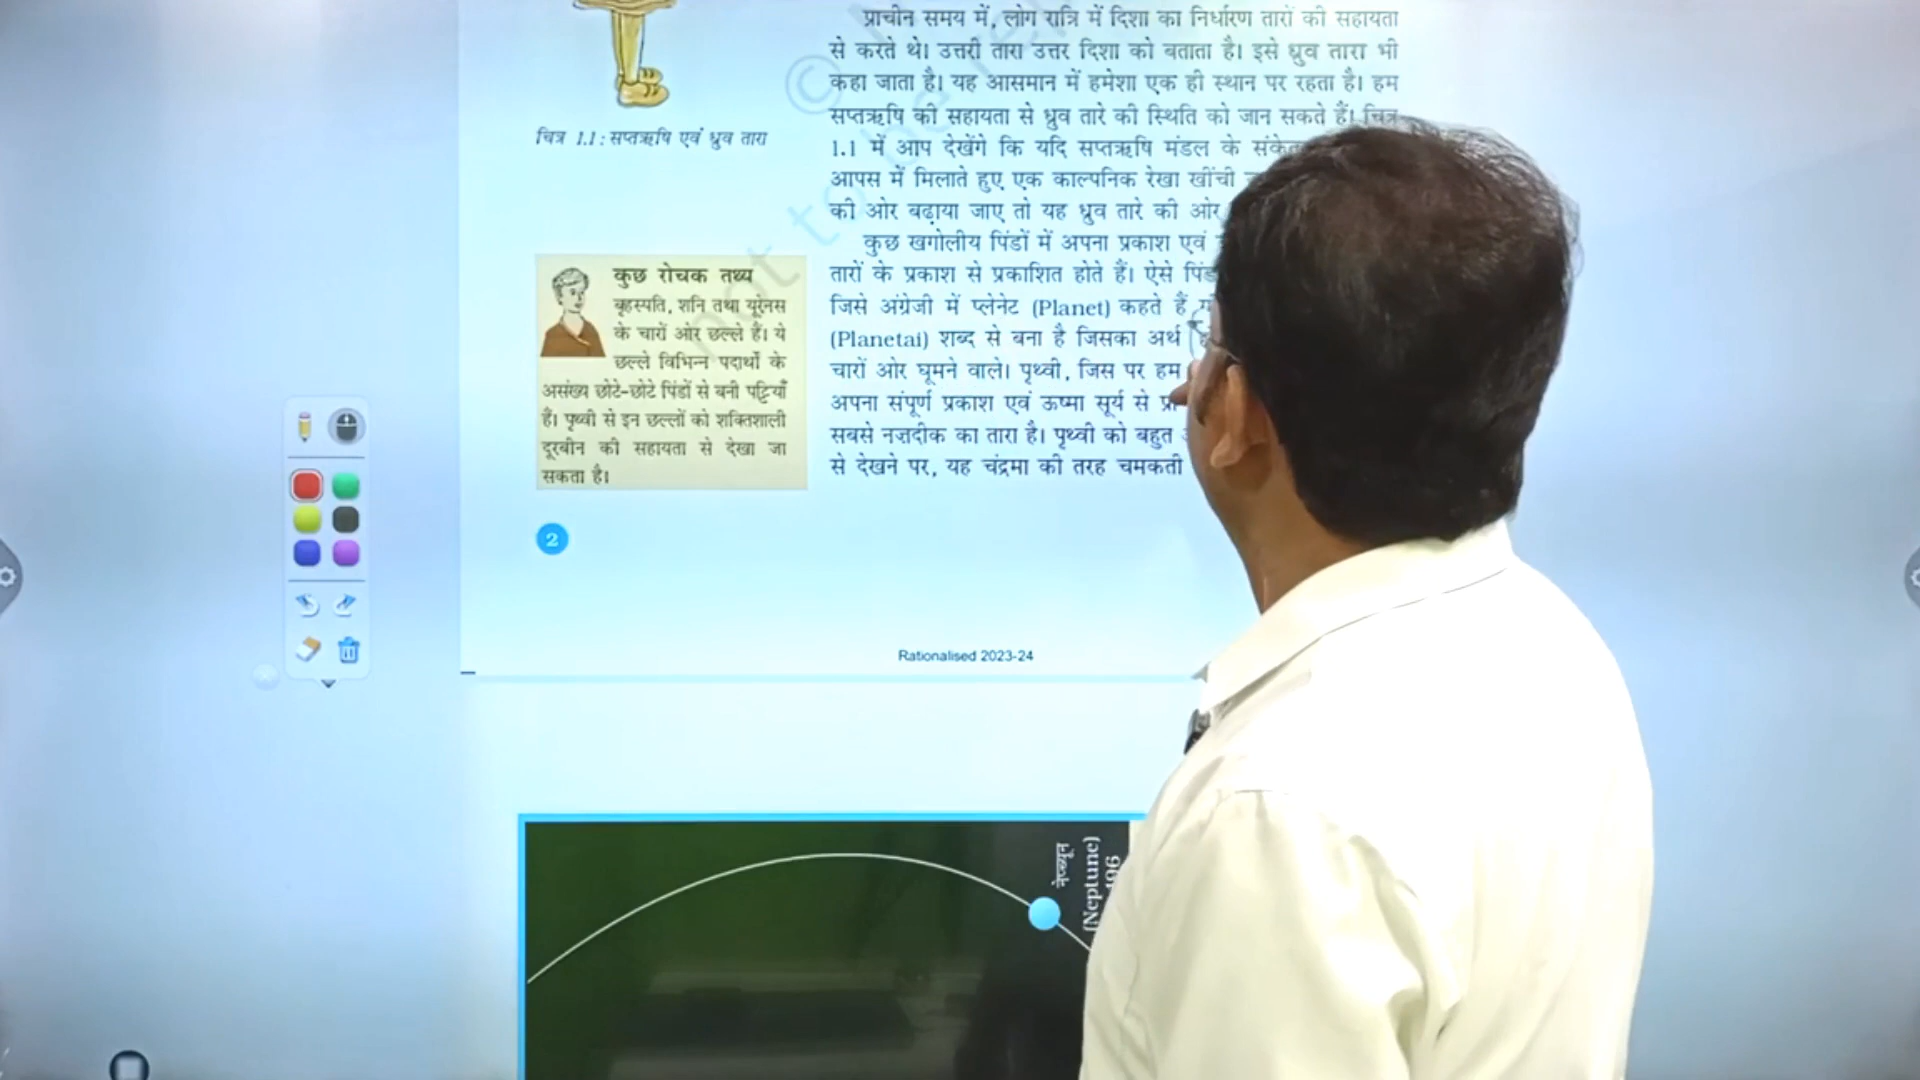 प्राचीन समय में, लोग रात्रि में दिशा का निर्धारण तारों की सहायता
से करते थे। उत्तरी तारा उत्तर दिशा को बताता है। इसे ध्रुव तारा भी
कहा जाता है। यह आसमान में हमेशा एक ही स्थान पर रहता है। हम
सप्तऋषि की सहायता से ध्रुव तारे की स्थिति को जान सकते हैं। चित्र
1.1 में आप देखेंगे कि यदि सप्तऋषि मंडल के
आपस में मिलाते हुए एक काल्पनिक रेखा खींची
की ओर बढ़ाया जाए तो यह ध्रुव तारे की ओर
कुछ खगोलीय पिंडों में अपना प्रकाश एवं
तारों के प्रकाश से प्रकाशित होते हैं। ऐसे
जिसे अंग्रेजी में प्लेनेट (Planet) कहते हैं
(Planetai) शब्द से बना है जिसका अर्थ
चारों ओर घूमने वाले। पृथ्वी, जिस पर हम
अपना संपूर्ण प्रकाश एवं ऊष्मा सूर्य से
सबसे नज़दीक का तारा है। पृथ्वी को बहुत
से देखने पर, यह चंद्रमा की तरह चमकती
चित्र 1.1 : सप्तऋषि एवं ध्रुव तारा
कुछ रोचक तथ्य
बृहस्पति, शनि तथा यूरेनस
के चारों ओर छल्ले हैं। ये
छल्ले विभिन्न पदार्थों के
असंख्य छोटे-छोटे पिंडों से बनी पट्टियाँ
हैं। पृथ्वी से इन छल्लों को शक्तिशाली
दूरबीन की सहायता से देखा जा
सकता है।
2
Rationalised 2023-24
नेप्च्यून
(Neptune)
©
not to be rep